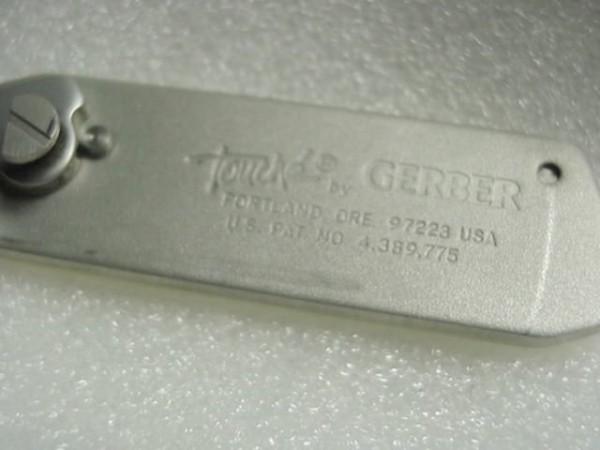 Touché BY GERBER
PORTLAND, ORE 97223 USA
U.S. PAT NO 4,389,775